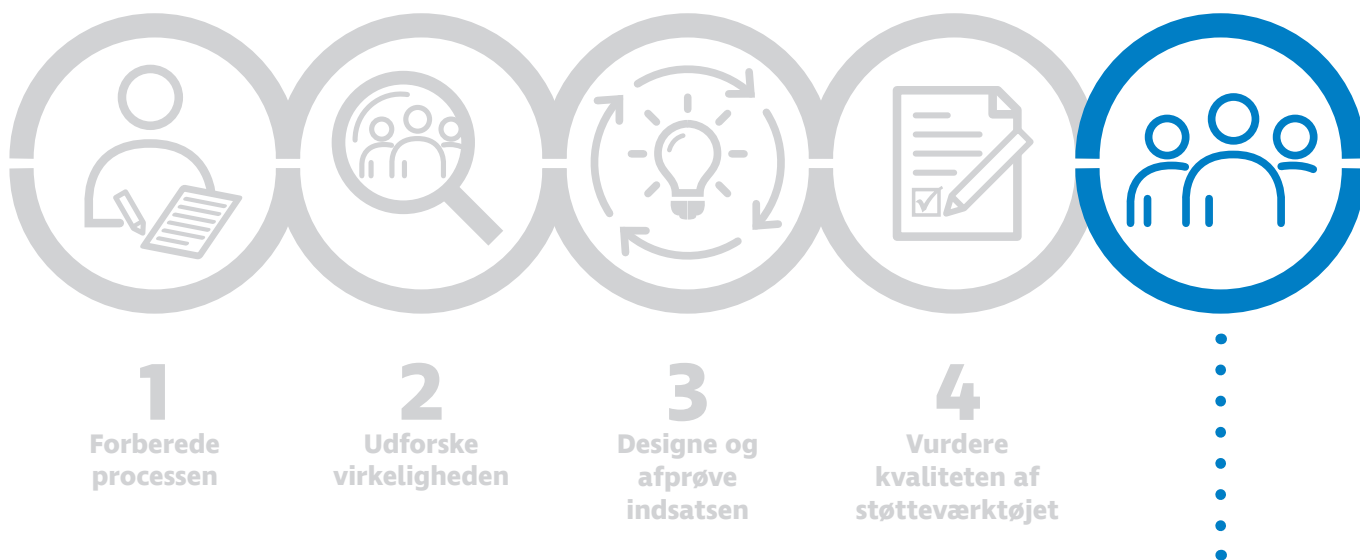 1
Forberede
processen
2
Udforske
virkeligheden
3
Designe og
afprøve
indsatsen
4
Vurdere
kvaliteten af
støtteværktøjet